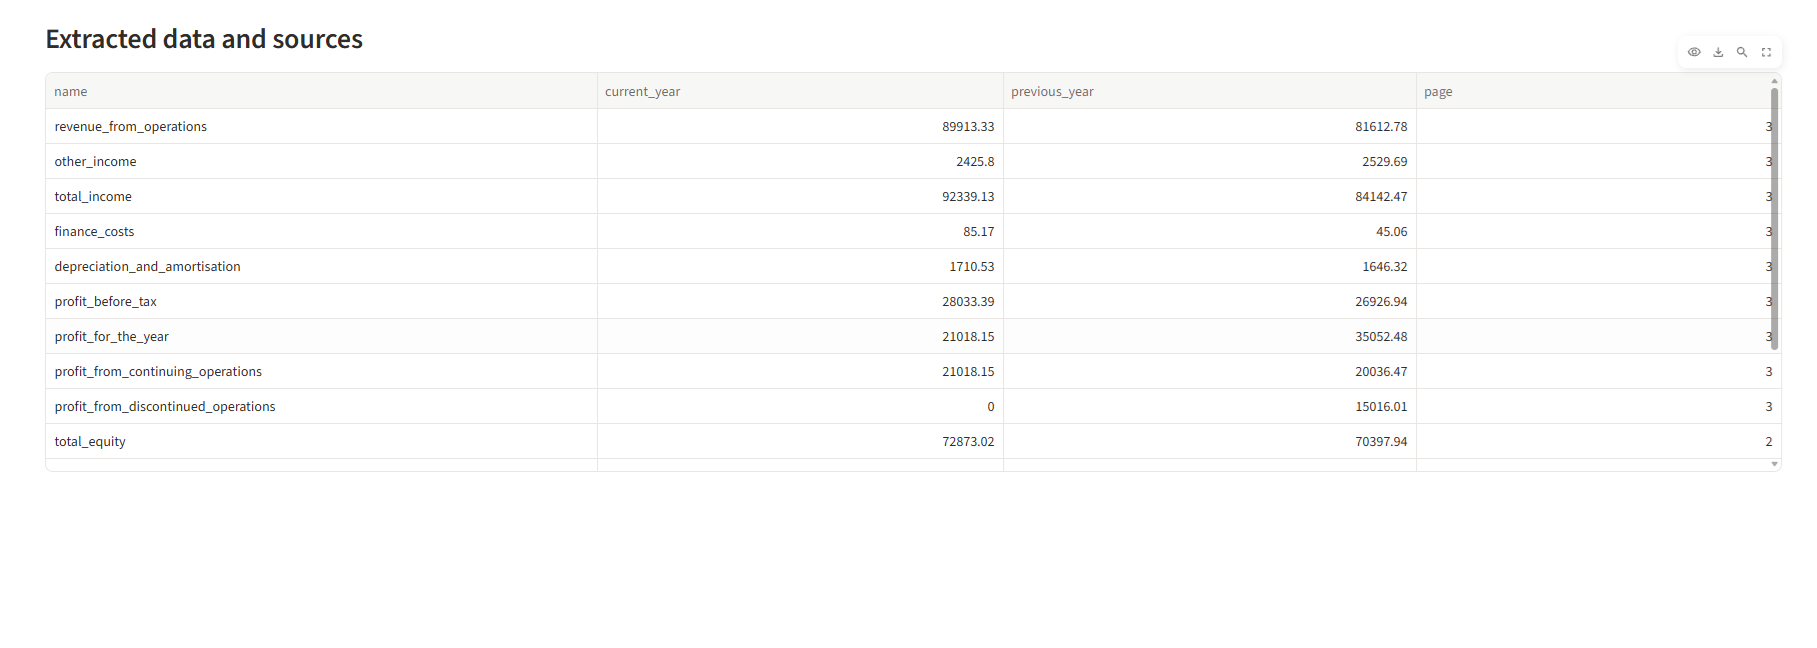 Extracted data and sources
name current_year previous_year page
revenue_from_operations 89913.33 81612.78 3
other_income 2425.8 2529.69 3
total_income 92339.13 84142.47 3
finance_costs 85.17 45.06 3
depreciation_and_amortisation 1710.53 1646.32 3
profit_before_tax 28033.39 26926.94 3
profit_for_the_year 21018.15 35052.48 3
profit_from_continuing_operations 21018.15 20036.47 3
profit_from_discontinued_operations 0 15016.01 3
total_equity 72873.02 70397.94 2